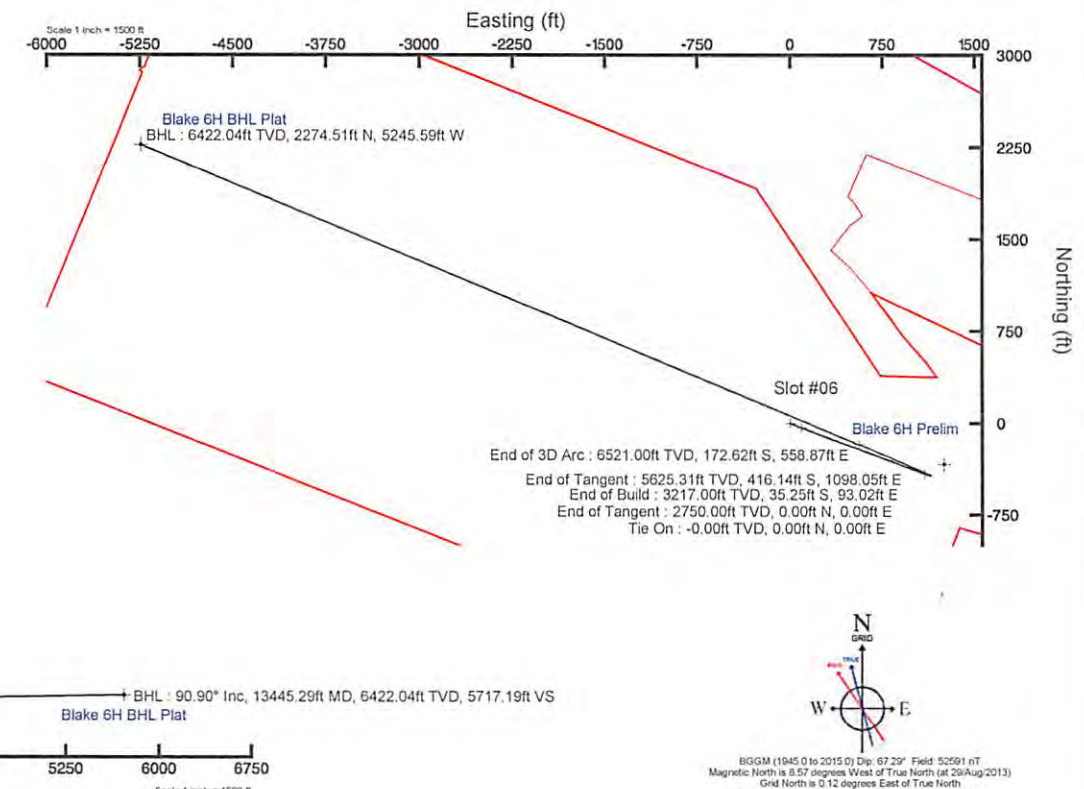 Easting (ft)
Scale 1 inch = 1500 ft
-6000 -5250 -4500 -3750 -3000 -2250 -1500 -750 0 750 1500
3000
Blake 6H BHL Plat
BHL : 6422.04ft TVD, 2274.51ft N, 5245.59ft W
2250
1500
Northing (ft)
750
Slot #06
0
Blake 6H Prelim
End of 3D Arc : 6521.00ft TVD, 172.62ft S, 558.87ft E
End of Tangent : 5625.31ft TVD, 416.14ft S, 1098.05ft E
End of Build : 3217.00ft TVD, 35.25ft S, 93.02ft E
-750
End of Tangent : 2750.00ft TVD, 0.00ft N, 0.00ft E
Tie On : -0.00ft TVD, 0.00ft N, 0.00ft E
N
GRID
TRUE
W E
BHL : 90.90° Inc, 13445.29ft MD, 6422.04ft TVD, 5717.19ft VS
Blake 6H BHL Plat
5250 6000 6750
BGGM (1945.0 to 2015.0) Dip: 67.29° Field: 52591 nT
Magnetic North is 8.57 degrees West of True North (at 29/Aug/2013)
Grid North is 0.12 degrees East of True North